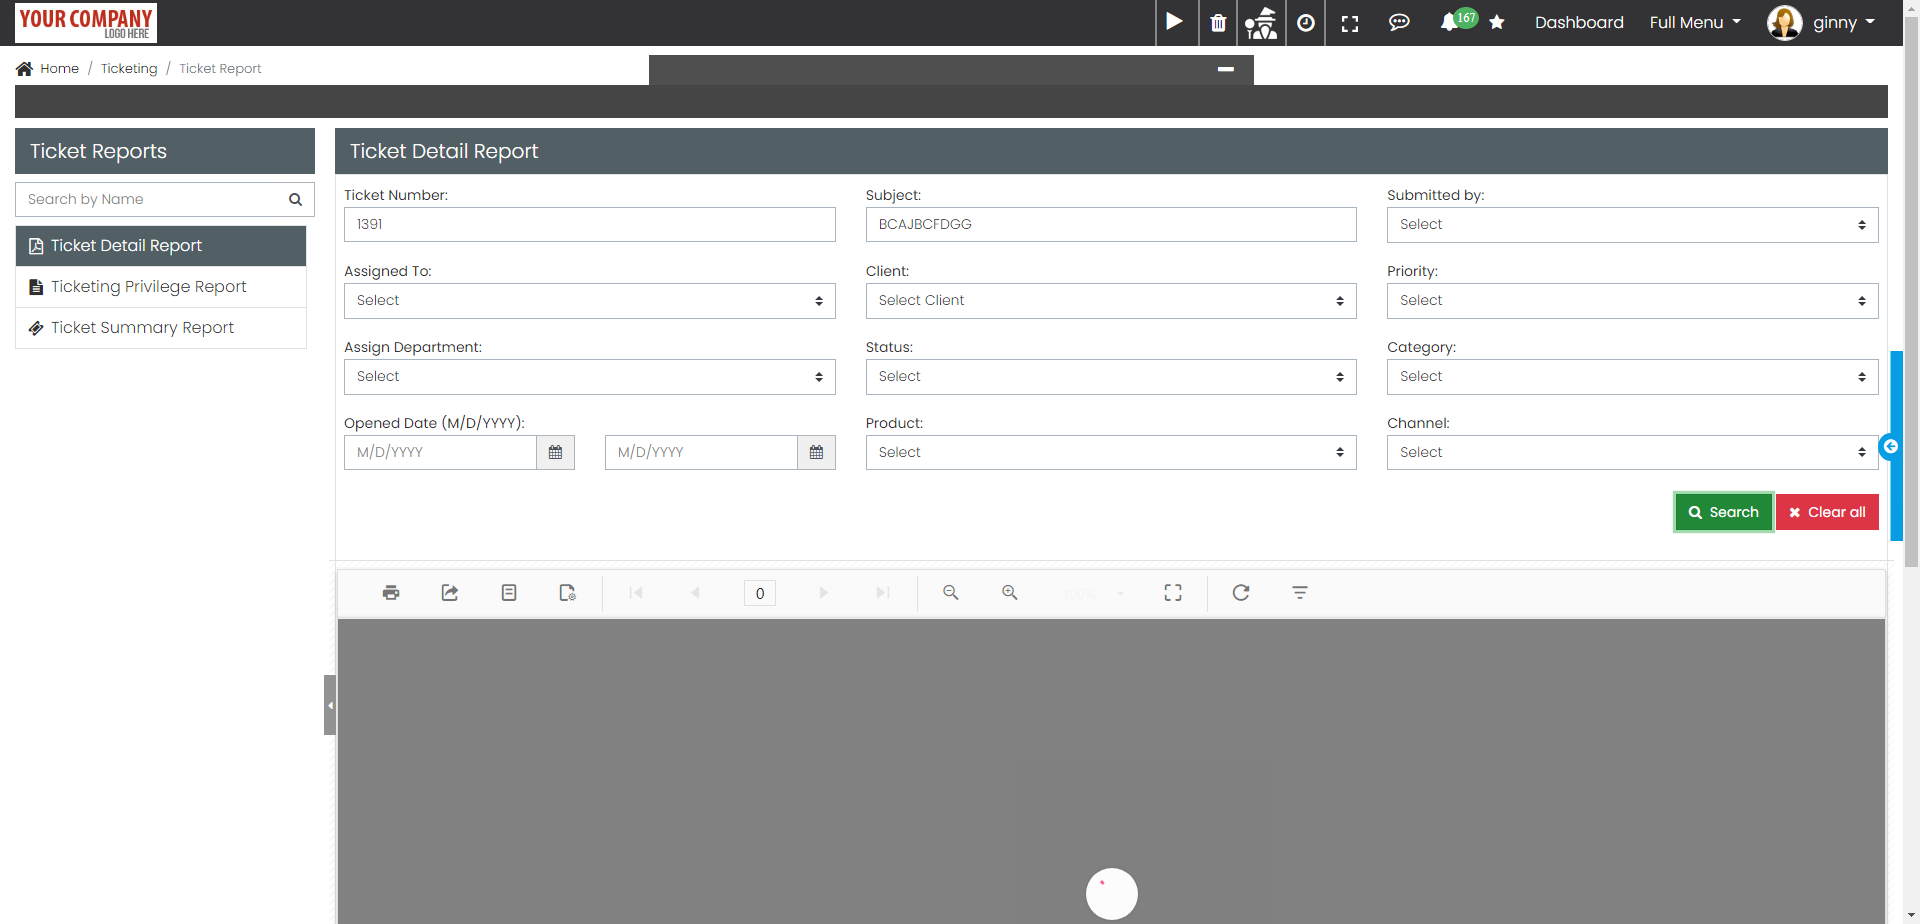 YOUR COMPANY
LOGO HERE
167
Dashboard
Full Menu
ginny
Home / Ticketing / Ticket Report
Ticket Reports
Search by Name
Ticket Detail Report
Ticketing Privilege Report
Ticket Summary Report
Ticket Detail Report
Ticket Number:
Subject:
Submitted by:
1391
BCAJBCFDGG
Select
Assigned To:
Client:
Priority:
Select
Select Client
Select
Assign Department:
Status:
Category:
Select
Select
Select
Opened Date (M/D/YYYY):
Product:
Channel:
M/D/YYYY
M/D/YYYY
Select
Select
Search
Clear all
0
100%